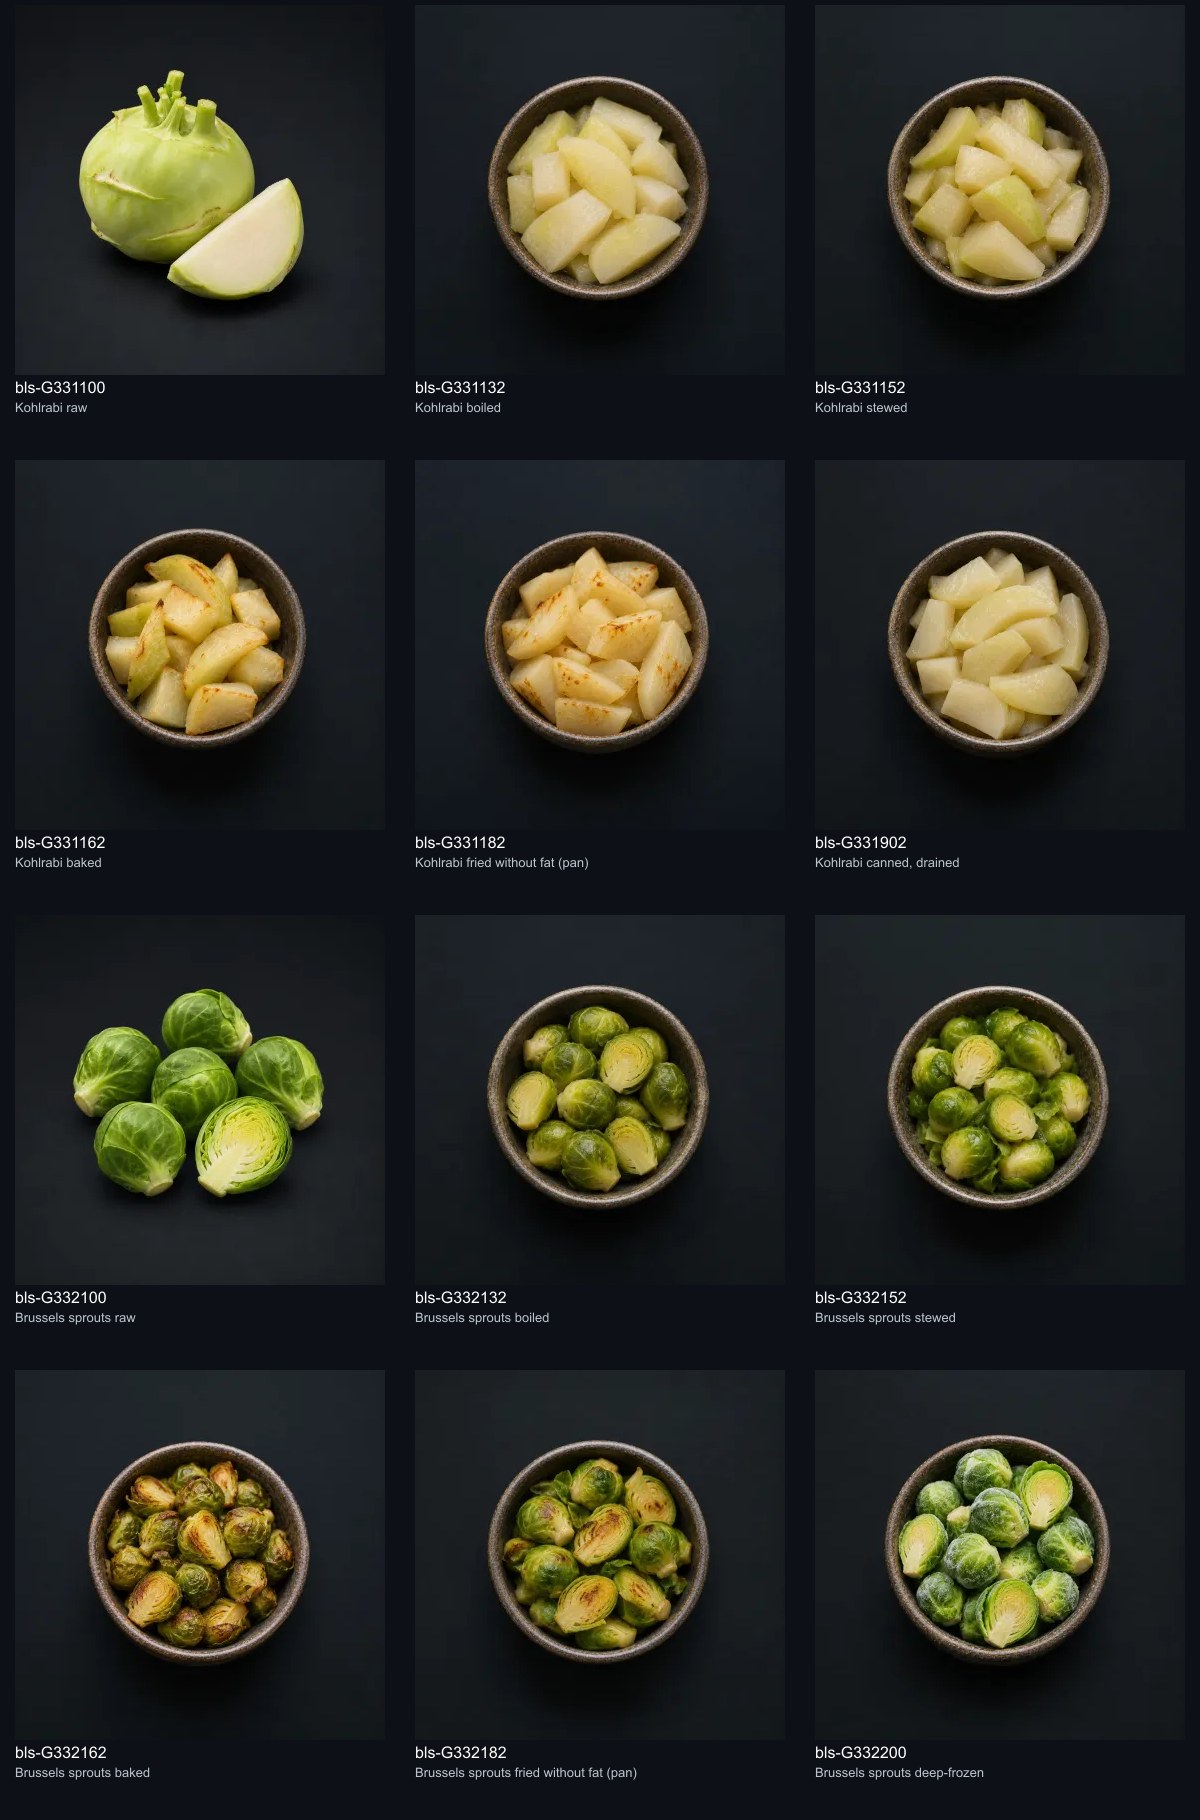 bls-G331100
Kohlrabi raw
bls-G331132
Kohlrabi boiled
bls-G331152
Kohlrabi stewed
bls-G331162
Kohlrabi baked
bls-G331182
Kohlrabi fried without fat (pan)
bls-G331902
Kohlrabi canned, drained
bls-G332100
Brussels sprouts raw
bls-G332132
Brussels sprouts boiled
bls-G332152
Brussels sprouts stewed
bls-G332162
Brussels sprouts baked
bls-G332182
Brussels sprouts fried without fat (pan)
bls-G332200
Brussels sprouts deep-frozen